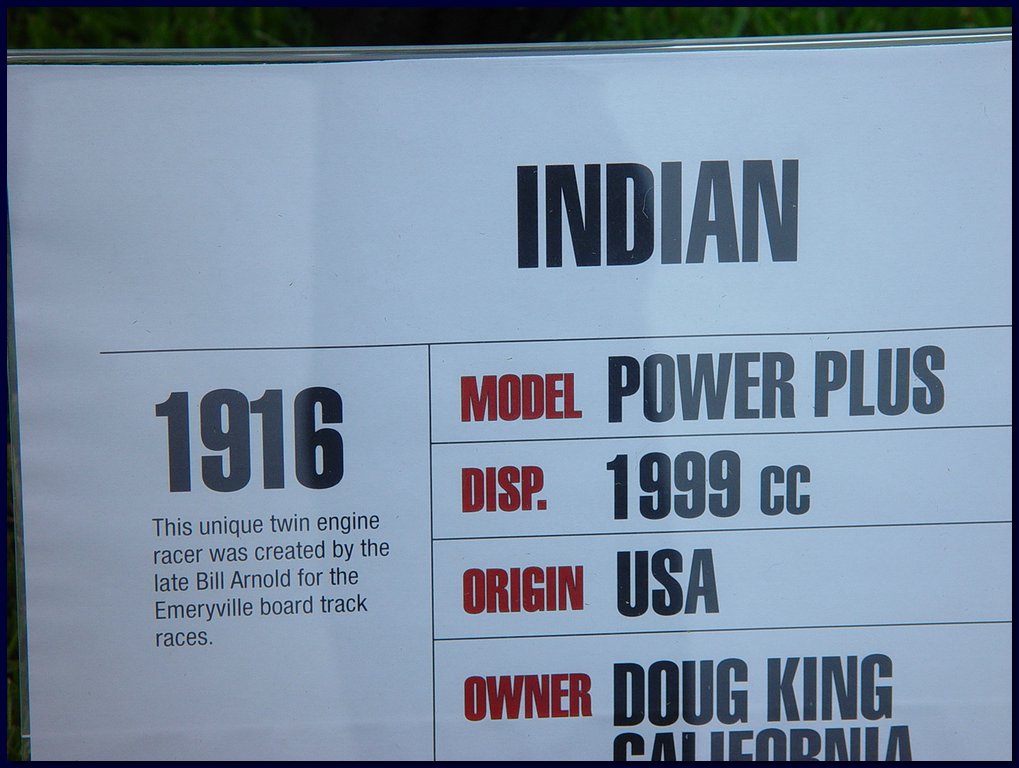 INDIAN
1916
This unique twin engine
racer was created by the
late Bill Arnold for the
Emeryville board track
races.
MODEL POWER PLUS
DISP. 1999 CC
ORIGIN USA
OWNER DOUG KING
CALIFORNIA